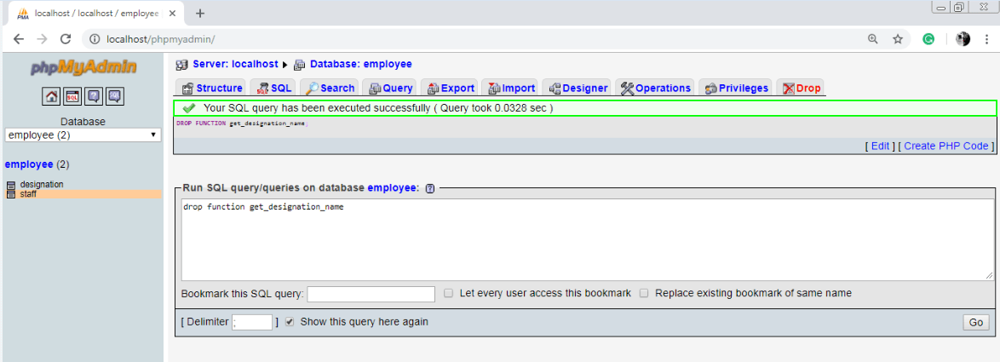 localhost / localhost / employee
localhost/phpmyadmin/
phpMyAdmin
Server: localhost Database: employee
Structure SQL Search Query Export Import Designer Operations Privileges Drop
Your SQL query has been executed successfully ( Query took 0.0328 sec )
DROP FUNCTION get_designation_name;
[ Edit ] [ Create PHP Code ]
Database
employee (2)
employee (2)
designation
staff
Run SQL query/queries on database employee:
drop function get_designation_name
Bookmark this SQL query: Let every user access this bookmark Replace existing bookmark of same name
[ Delimiter ; ] Show this query here again Go